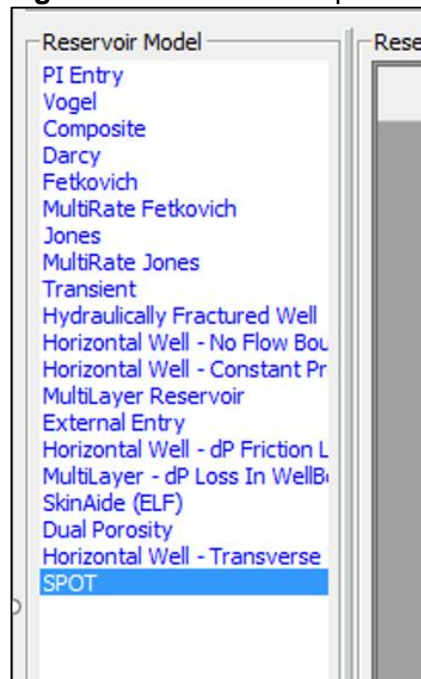 Reservoir Model
Rese
PI Entry
Vogel
Composite
Darcy
Fetkovich
MultiRate Fetkovich
Jones
MultiRate Jones
Transient
Hydraulically Fractured Well
Horizontal Well - No Flow Bou
Horizontal Well - Constant Pr
MultiLayer Reservoir
External Entry
Horizontal Well - dP Friction L
MultiLayer - dP Loss In WellB
SkinAide (ELF)
Dual Porosity
Horizontal Well - Transverse
SPOT